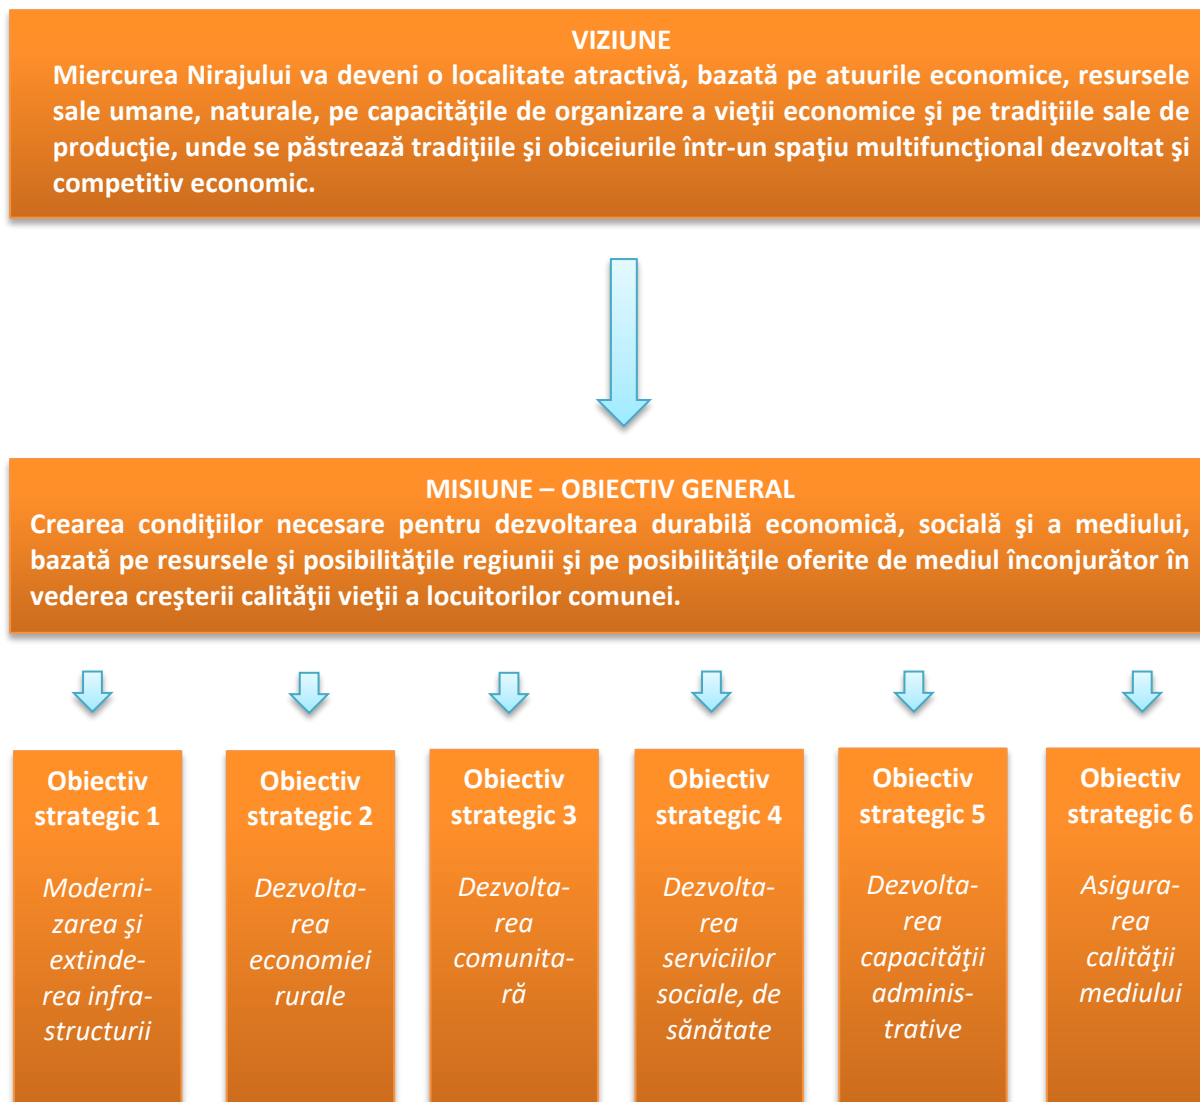 VIZIUNE
Miercurea Nirajului va deveni o localitate atractivă, bazată pe atuurile economice, resursele
sale umane, naturale, pe capacităţile de organizare a vieţii economice şi pe tradiţiile sale de
producţie, unde se păstrează tradiţiile şi obiceiurile într-un spaţiu multifuncţional dezvoltat şi
competitiv economic.
MISIUNE – OBIECTIV GENERAL
Crearea condiţiilor necesare pentru dezvoltarea durabilă economică, socială şi a mediului,
bazată pe resursele şi posibilităţile regiunii şi pe posibilităţile oferite de mediul înconjurător în
vederea creşterii calităţii vieţii a locuitorilor comunei.
Obiectiv
strategic 1
Moderni-
zarea şi
extinde-
rea infra-
structurii
Obiectiv
strategic 2
Dezvolta-
rea
economiei
rurale
Obiectiv
strategic 3
Dezvolta-
rea
comunita-
ră
Obiectiv
strategic 4
Dezvolta-
rea
serviciilor
sociale, de
sănătate
Obiectiv
strategic 5
Dezvolta-
rea
capacităţii
adminis-
trative
Obiectiv
strategic 6
Asigura-
rea
calităţii
mediului